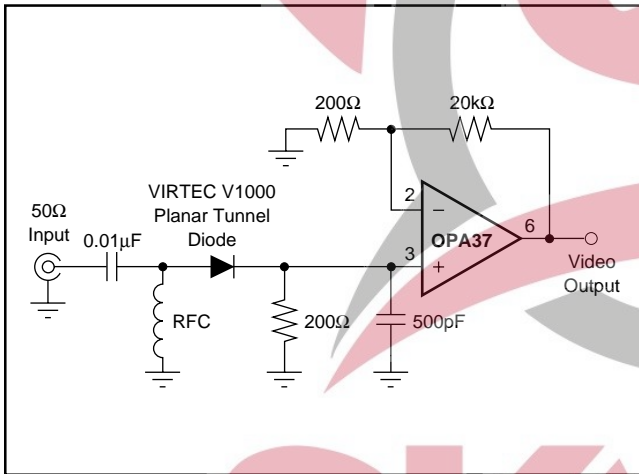 200Ω
20kΩ
VIRTEC V1000
Planar Tunnel
Diode
50Ω
Input
0.01µF
2
−
OPA37
6
3
+
Video
Output
RFC
200Ω
500pF